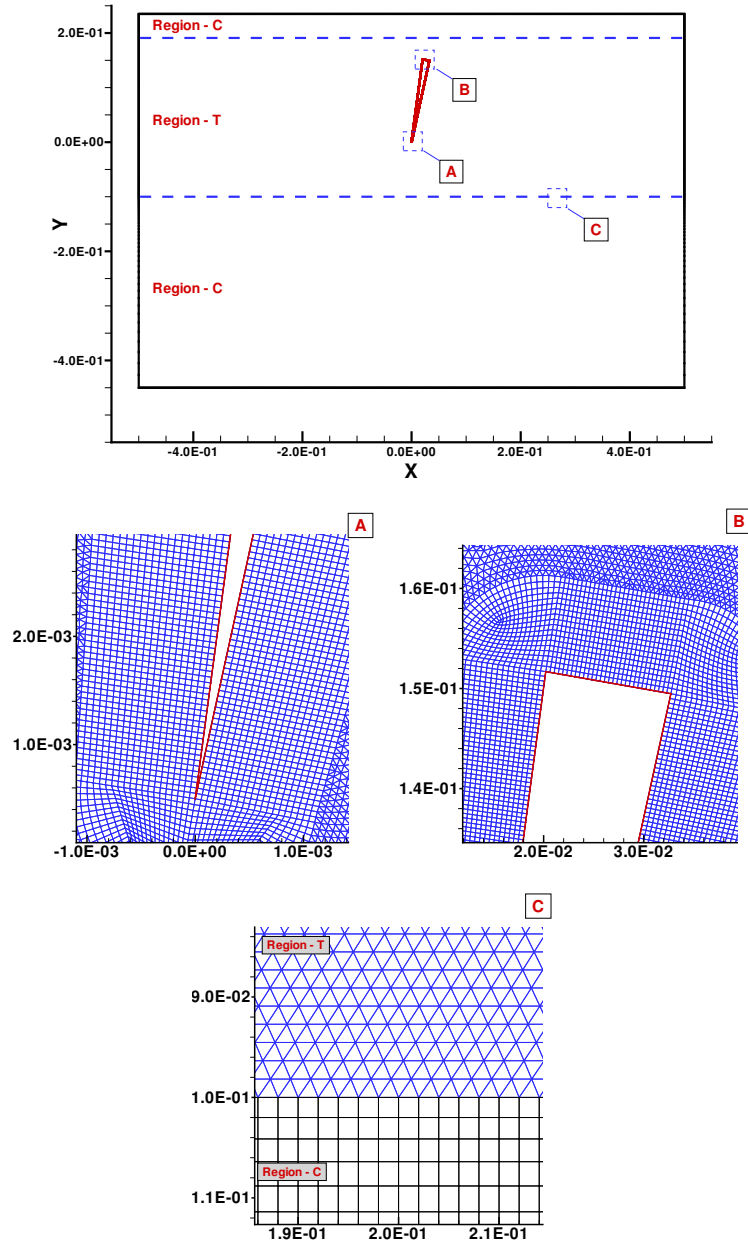 Region - C
2.0E-01
B
Region - T
0.0E+00
A
Y
C
-2.0E-01
Region - C
-4.0E-01
-4.0E-01 -2.0E-01 0.0E+00 2.0E-01 4.0E-01
X
A
2.0E-03
1.0E-03
-1.0E-03 0.0E+00 1.0E-03
B
1.6E-01
1.5E-01
1.4E-01
2.0E-02 3.0E-02
C
Region - T
9.0E-02
1.0E-01
Region - C
1.1E-01
1.9E-01 2.0E-01 2.1E-01